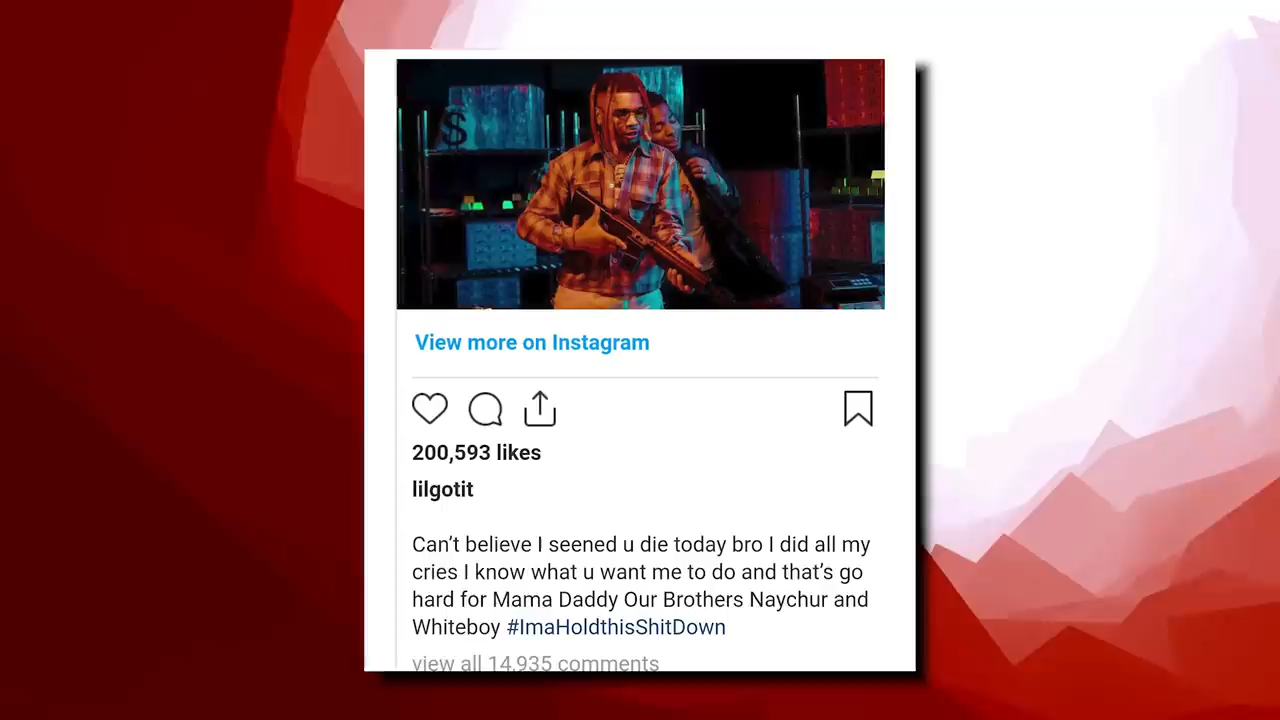 $
View more on Instagram
200,593 likes
lilgotit
Can’t believe I seened u die today bro I did all my
cries I know what u want me to do and that’s go
hard for Mama Daddy Our Brothers Naychur and
Whiteboy #ImaHoldthisShitDown
view all 14,935 comments